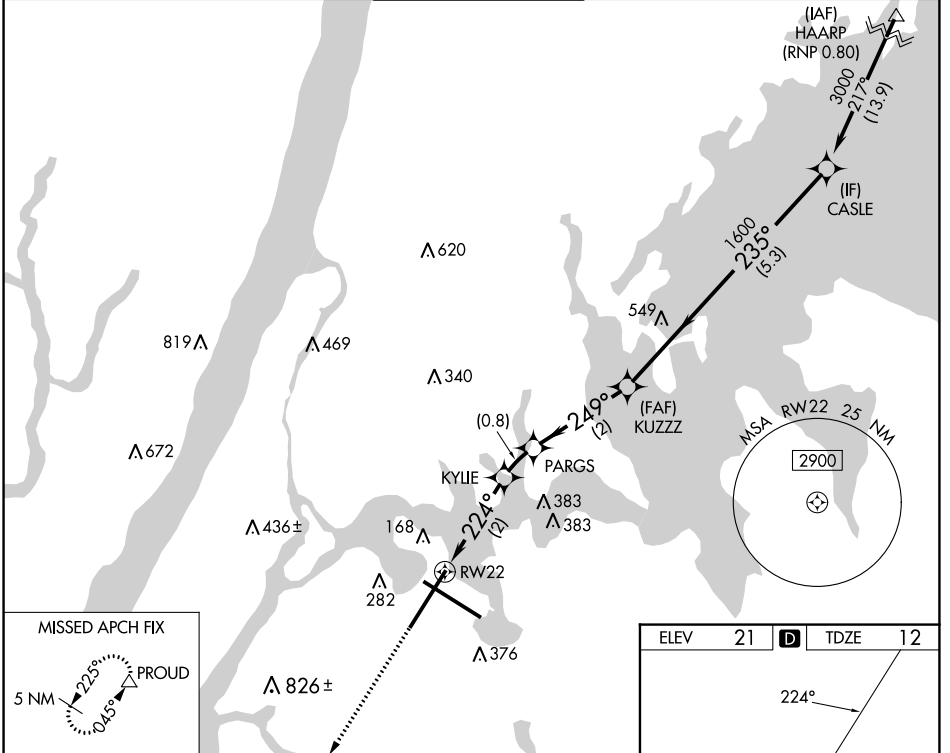 (IAF)
HAARP
(RNP 0.80)
3000
217°
(13.9)
(IF)
CASLE
1600
235°
(5.3)
620
549
819
469
340
(FAF)
KUZZZ
249°
(2)
(0.8)
PARGS
KYLIE
672
383
383
224°
(2)
436±
168
RW22
282
376
826±
MSA RW22 25 NM
2900
MISSED APCH FIX
PROUD
5 NM
225°
045°
ELEV 21 D TDZE 12
224°